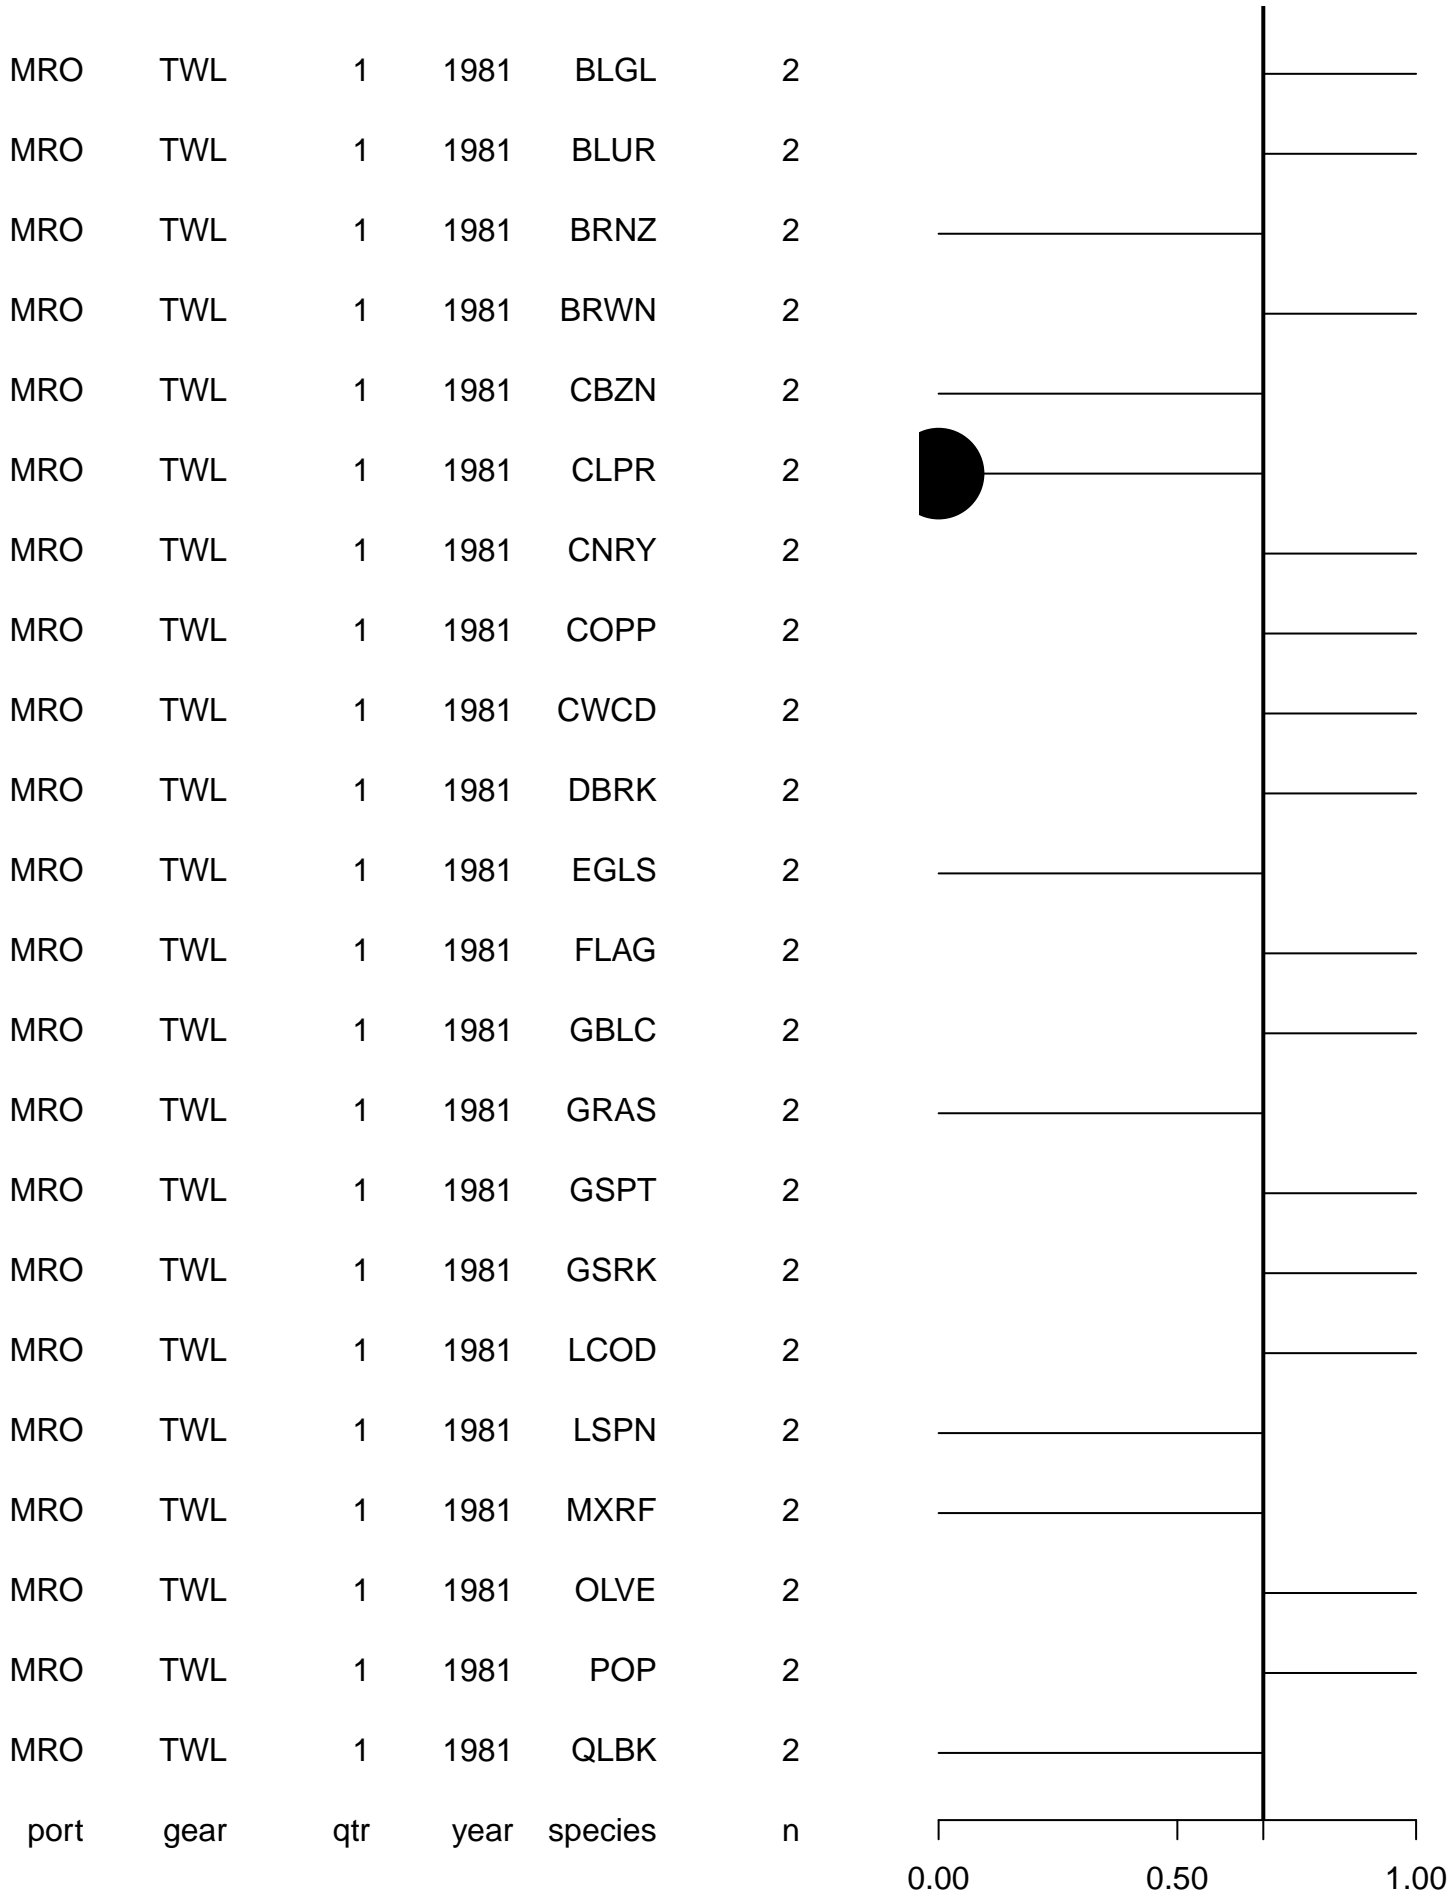 MRO TWL 1 1981 BLGL 2
MRO TWL 1 1981 BLUR 2
MRO TWL 1 1981 BRNZ 2
MRO TWL 1 1981 BRWN 2
MRO TWL 1 1981 CBZN 2
MRO TWL 1 1981 CLPR 2
MRO TWL 1 1981 CNRY 2
MRO TWL 1 1981 COPP 2
MRO TWL 1 1981 CWCD 2
MRO TWL 1 1981 DBRK 2
MRO TWL 1 1981 EGLS 2
MRO TWL 1 1981 FLAG 2
MRO TWL 1 1981 GBLC 2
MRO TWL 1 1981 GRAS 2
MRO TWL 1 1981 GSPT 2
MRO TWL 1 1981 GSRK 2
MRO TWL 1 1981 LCOD 2
MRO TWL 1 1981 LSPN 2
MRO TWL 1 1981 MXRF 2
MRO TWL 1 1981 OLVE 2
MRO TWL 1 1981 POP 2
MRO TWL 1 1981 QLBK 2
port gear qtr year species n
0.00 0.50 1.00